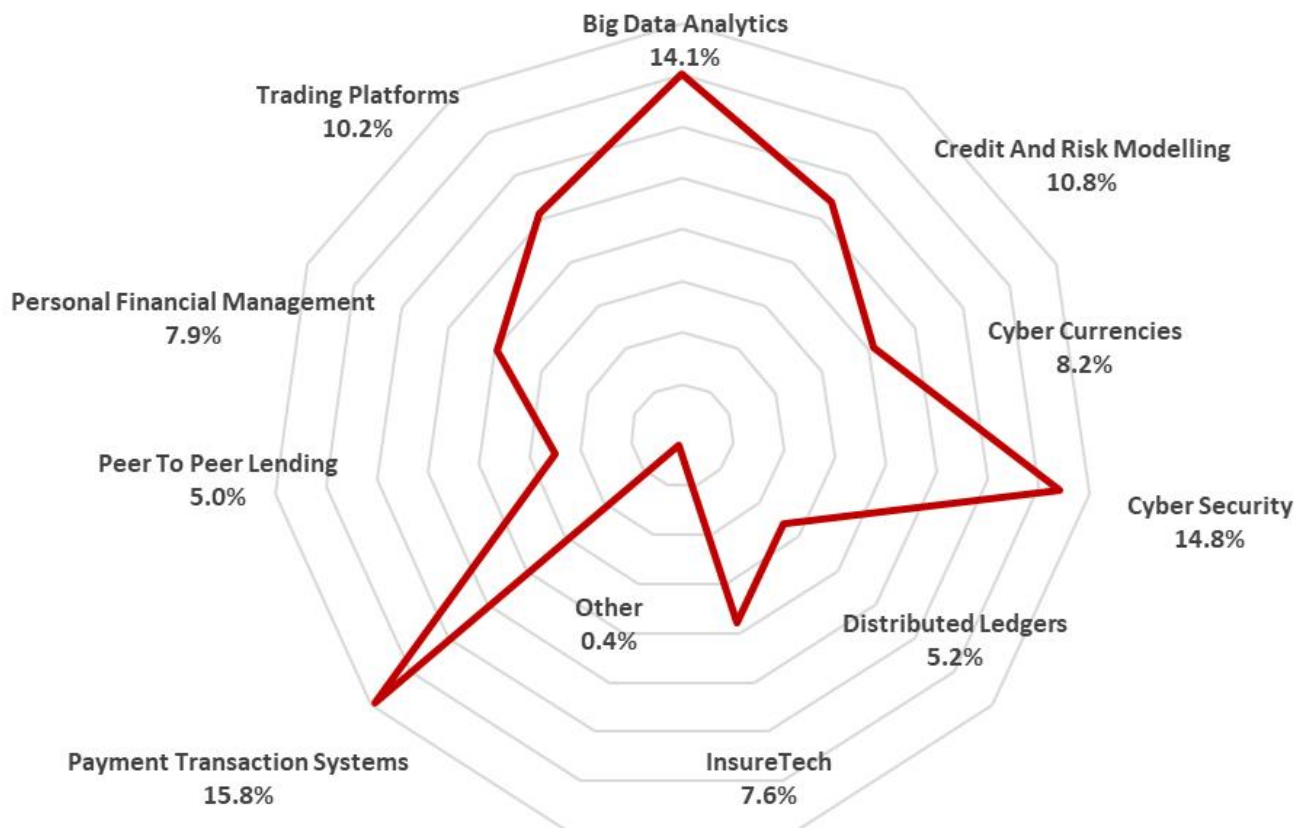 Big Data Analytics
14.1%
Trading Platforms
10.2%
Credit And Risk Modelling
10.8%
Personal Financial Management
7.9%
Cyber Currencies
8.2%
Peer To Peer Lending
5.0%
Cyber Security
14.8%
Other
0.4%
Distributed Ledgers
5.2%
Payment Transaction Systems
15.8%
InsureTech
7.6%